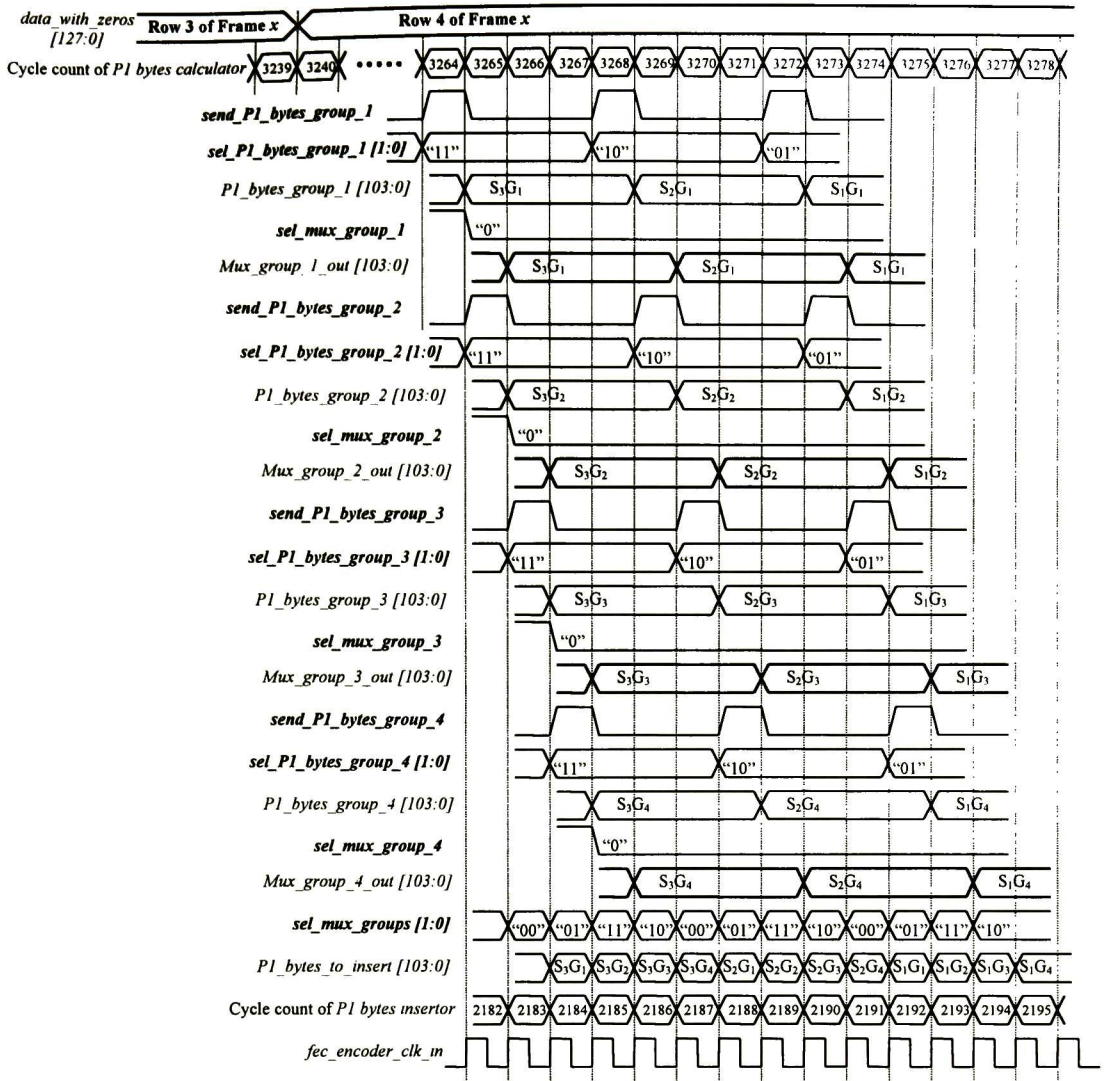 data_with_zeros [127:0] Row 3 of Frame x Row 4 of Frame x
Cycle count of P1 bytes calculator 3239 3240 ..... 3264 3265 3266 3267 3268 3269 3270 3271 3272 3273 3274 3275 3276 3277 3278
send_P1_bytes_group_1
sel_P1_bytes_group_1 [1:0] “11” “10” “01”
P1_bytes_group_1 [103:0] S₃G₁ S₂G₁ S₁G₁
sel_mux_group_1 “0”
Mux_group_1_out [103:0] S₃G₁ S₂G₁ S₁G₁
send_P1_bytes_group_2
sel_P1_bytes_group_2 [1:0] “11” “10” “01”
P1_bytes_group_2 [103:0] S₃G₂ S₂G₂ S₁G₂
sel_mux_group_2 “0”
Mux_group_2_out [103:0] S₃G₂ S₂G₂ S₁G₂
send_P1_bytes_group_3
sel_P1_bytes_group_3 [1:0] “11” “10” “01”
P1_bytes_group_3 [103:0] S₃G₃ S₂G₃ S₁G₃
sel_mux_group_3 “0”
Mux_group_3_out [103:0] S₃G₃ S₂G₃ S₁G₃
send_P1_bytes_group_4
sel_P1_bytes_group_4 [1:0] “11” “10” “01”
P1_bytes_group_4 [103:0] S₃G₄ S₂G₄ S₁G₄
sel_mux_group_4 “0”
Mux_group_4_out [103:0] S₃G₄ S₂G₄ S₁G₄
sel_mux_groups [1:0] “00” “01” “11” “10” “00” “01” “11” “10” “00” “01” “11” “10”
P1_bytes_to_insert [103:0] S₃G₁ S₃G₂ S₃G₃ S₃G₄ S₂G₁ S₂G₂ S₂G₃ S₂G₄ S₁G₁ S₁G₂ S₁G₃ S₁G₄
Cycle count of P1 bytes insertor 2182 2183 2184 2185 2186 2187 2188 2189 2190 2191 2192 2193 2194 2195
fec_encoder_clk_in